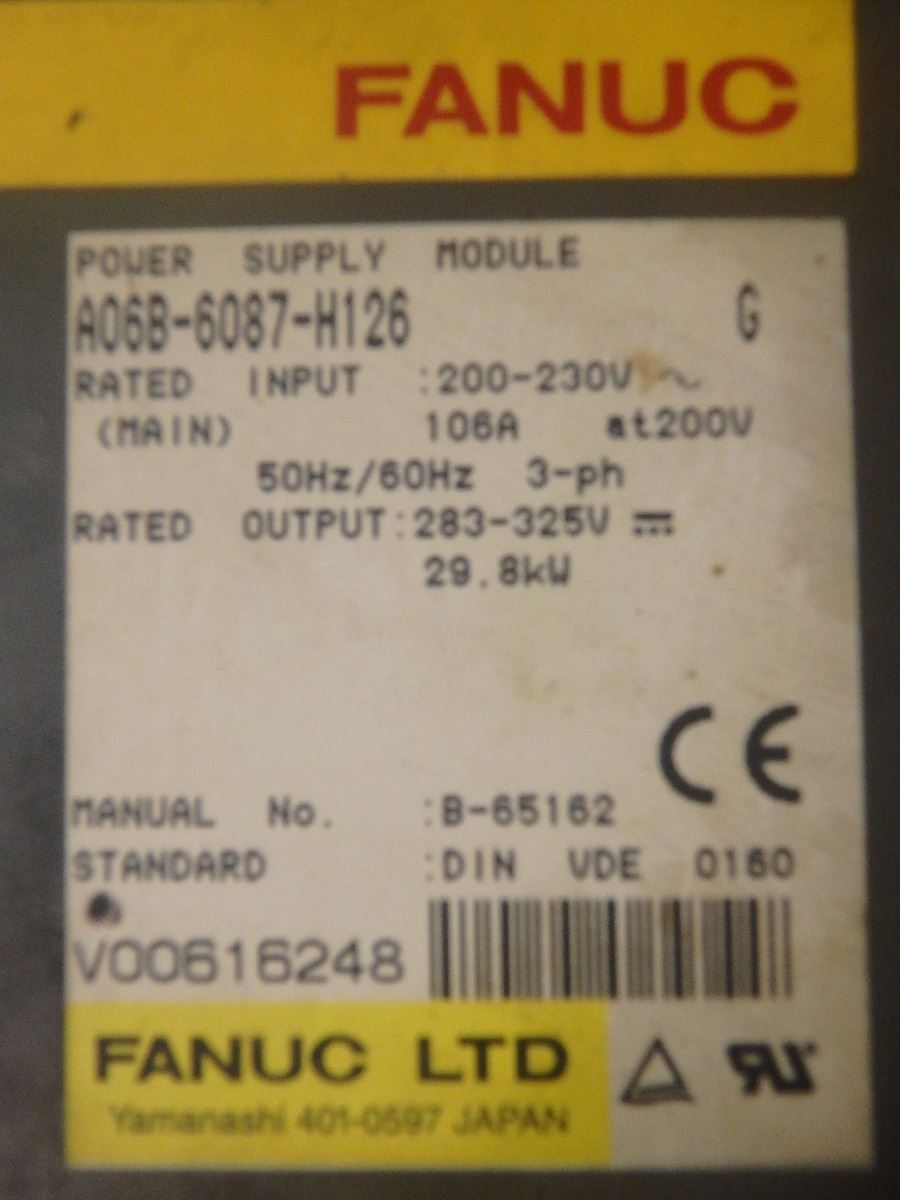 FANUC
POWER SUPPLY MODULE
A06B-6087-H126 G
RATED INPUT :200-230V ~
(MAIN) 106A at200V
50Hz/60Hz 3-ph
RATED OUTPUT:283-325V ⎓
29.8kW
CE
MANUAL No. :B-65162
STANDARD :DIN VDE 0160
V00616248
FANUC LTD
Yamanashi 401-0597 JAPAN